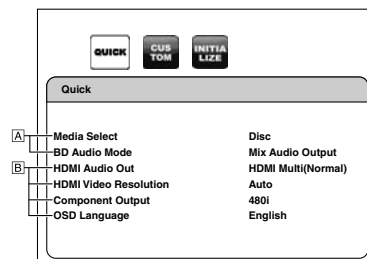 QUICK CUS TOM INITIA LIZE
Quick
A Media Select Disc
BD Audio Mode Mix Audio Output
B HDMI Audio Out HDMI Multi(Normal)
HDMI Video Resolution Auto
Component Output 480i
OSD Language English